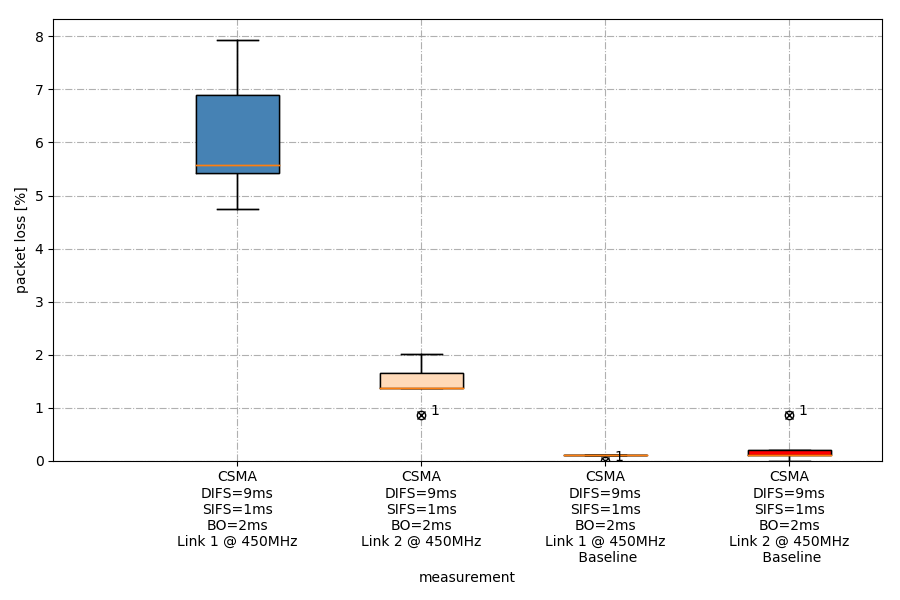 8
7
6
5
4
3
2
1
0
packet loss [%]
1
1
1
CSMA
DIFS=9ms
SIFS=1ms
BO=2ms
Link 1 @ 450MHz
CSMA
DIFS=9ms
SIFS=1ms
BO=2ms
Link 2 @ 450MHz
CSMA
DIFS=9ms
SIFS=1ms
BO=2ms
Link 1 @ 450MHz
Baseline
CSMA
DIFS=9ms
SIFS=1ms
BO=2ms
Link 2 @ 450MHz
Baseline
measurement